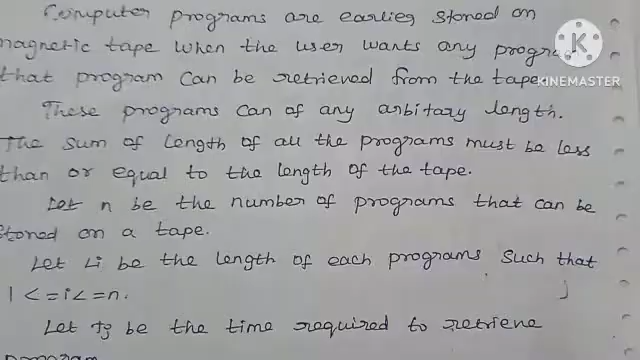 Computer programs are earlier stored on
magnetic tape when the user wants any progra
that program can be retrieved from the tape
KINEMASTER
These programs can of any arbitary length.
The sum of length of all the programs must be less
than or equal to the length of the tape.
Let n be the number of programs that can be
stored on a tape.
Let Li be the length of each programs such that
1 <= i <= n.
Let Tj be the time required to retrieve
program